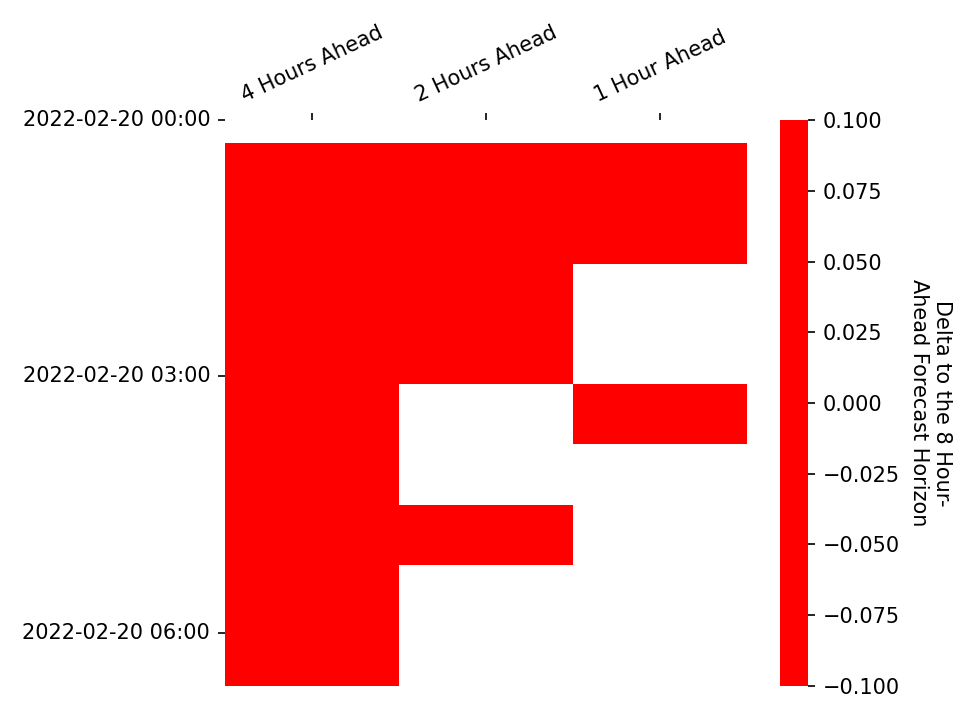 4 Hours Ahead
2 Hours Ahead
1 Hour Ahead
2022-02-20 00:00
2022-02-20 03:00
2022-02-20 06:00
0.100
0.075
0.050
0.025
0.000
−0.025
−0.050
−0.075
−0.100
Delta to the 8 Hour-
Ahead Forecast Horizon